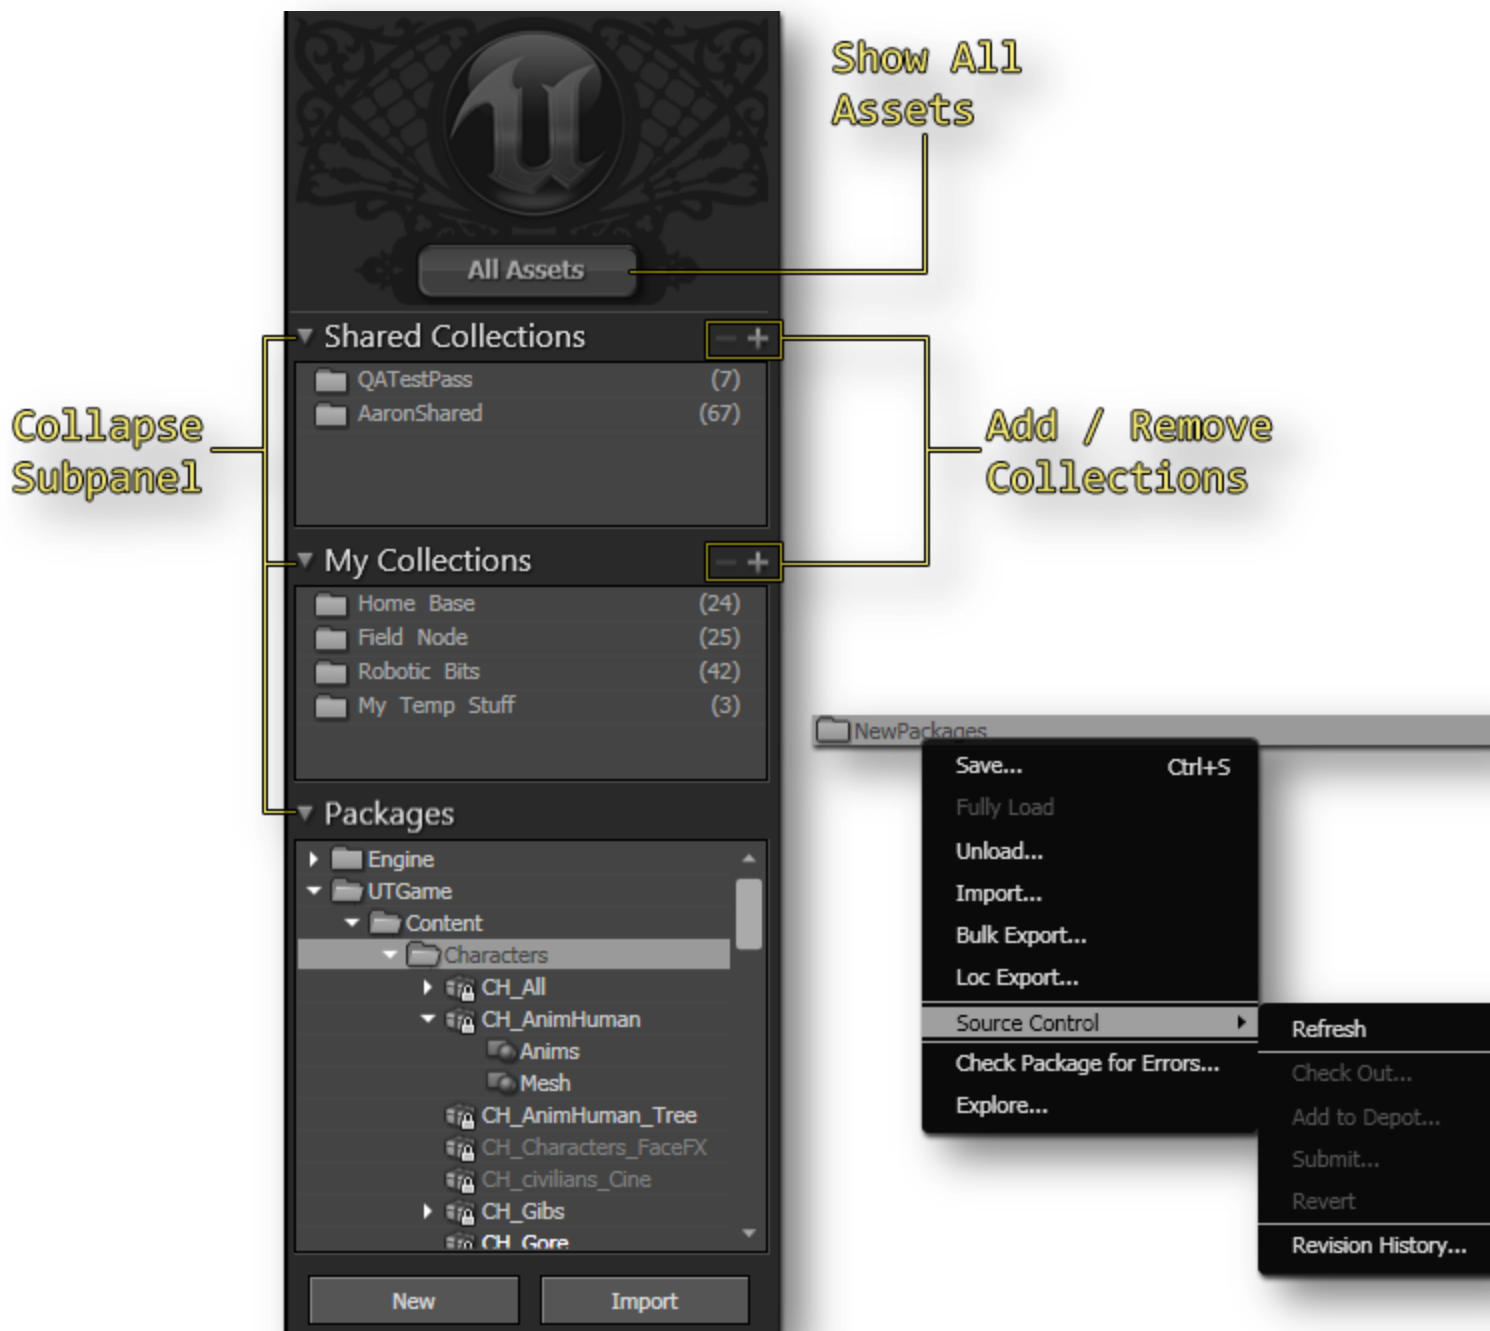 Show All
Assets
All Assets
Shared Collections
QATestPass (7)
AaronShared (67)
Collapse
Subpanel
Add / Remove
Collections
My Collections
Home Base (24)
Field Node (25)
Robotic Bits (42)
My Temp Stuff (3)
Packages
Engine
UTGame
Content
Characters
CH_All
CH_AnimHuman
Anims
Mesh
CH_AnimHuman_Tree
CH_Characters_FaceFX
CH_civilians_Cine
CH_Gibs
CH_Gore
New Import
NewPackages
Save... Ctrl+S
Fully Load
Unload...
Import...
Bulk Export...
Loc Export...
Source Control
Check Package for Errors...
Explore...
Refresh
Check Out...
Add to Depot...
Submit...
Revert
Revision History...